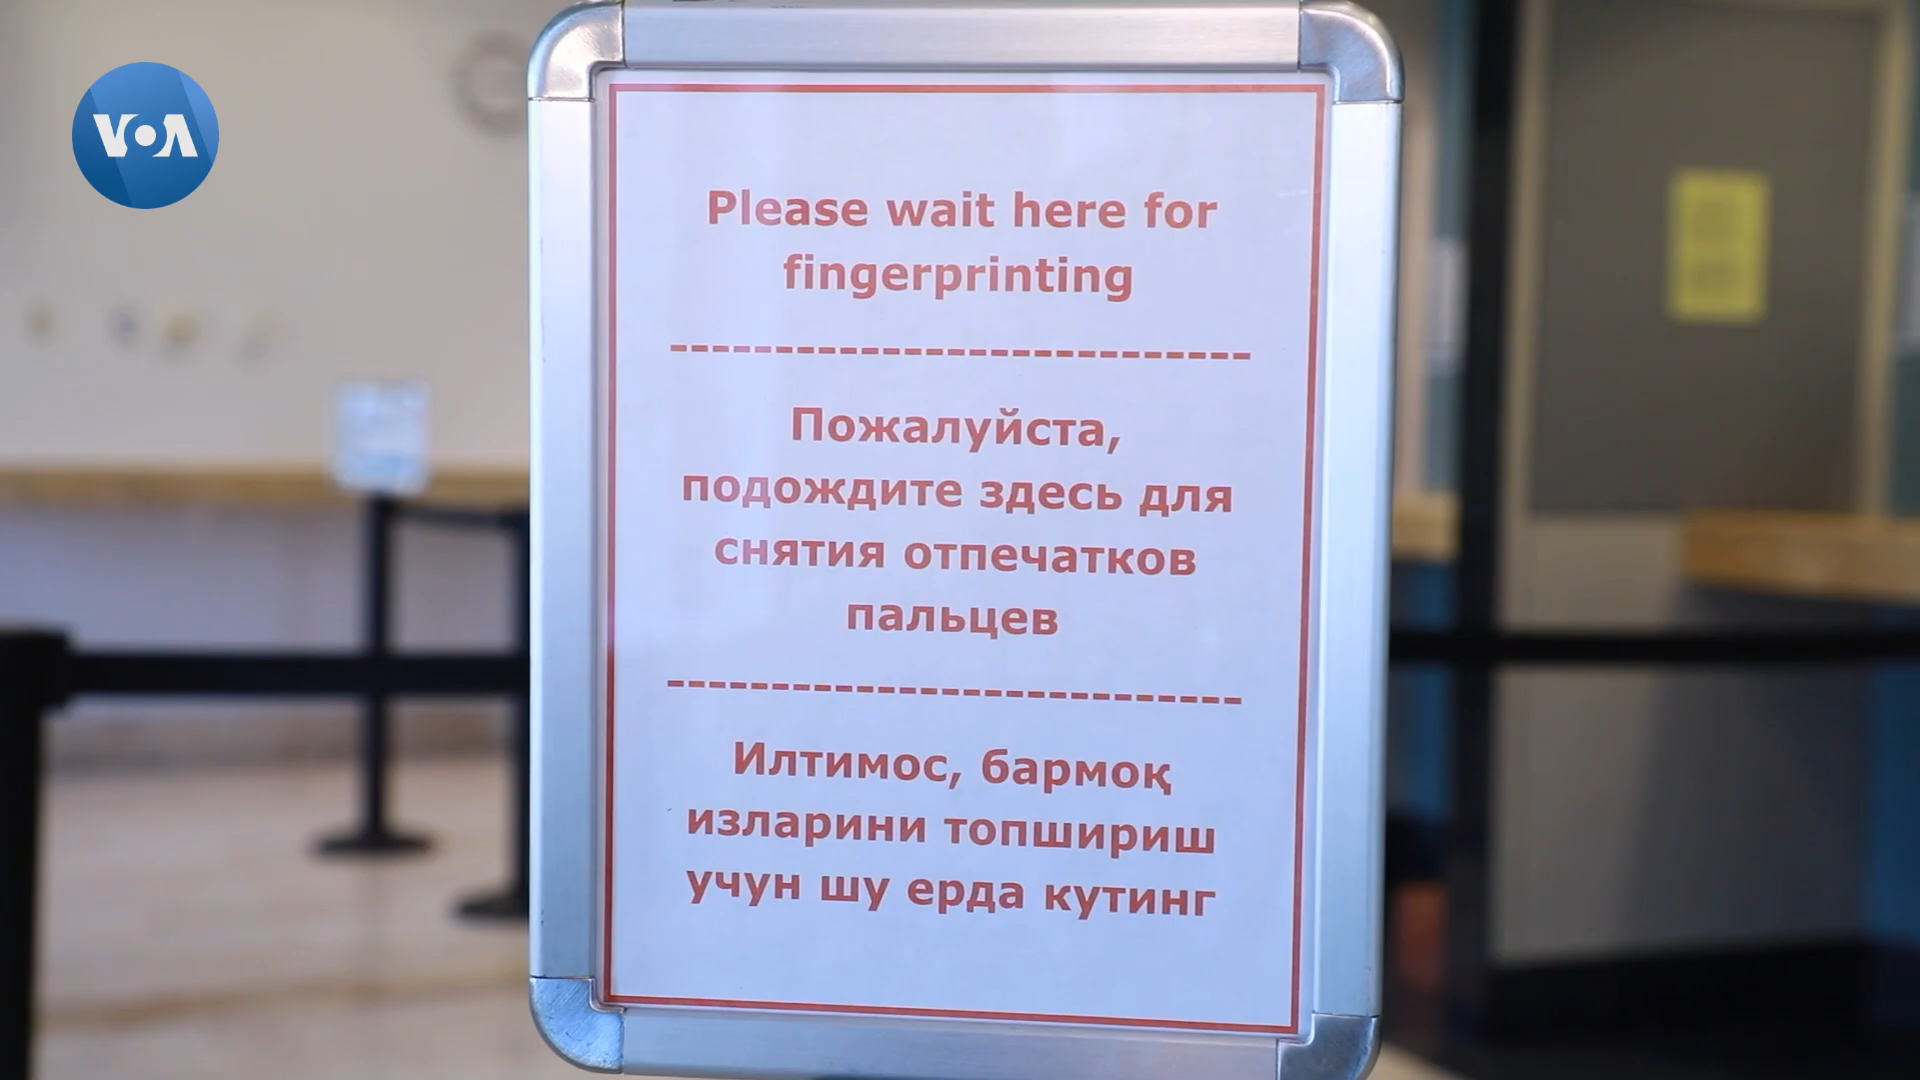 VOA
Please wait here for
fingerprinting
----------------------------
Пожалуйста,
подождите здесь для
снятия отпечатков
пальцев
----------------------------
Илтимос, бармоқ
изларини топшириш
учун шу ерда кутинг